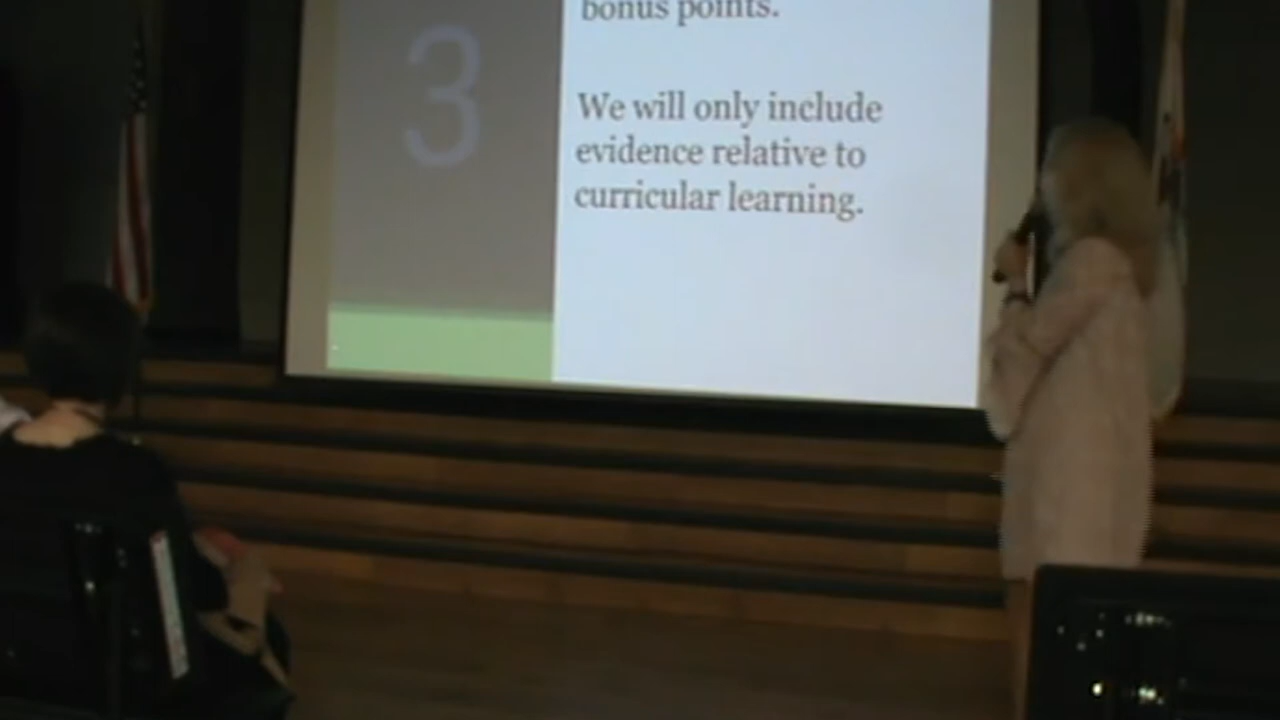 3
bonus points.
We will only include
evidence relative to
curricular learning.